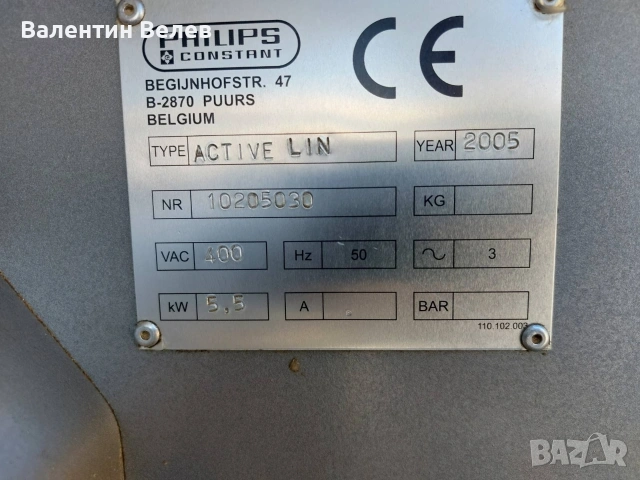 Валентин Велев
PHILIPS
CONSTANT
CE
BEGIJNHOFSTR. 47
B-2870 PUURS
BELGIUM
TYPE ACTIVE LIN YEAR 2005
NR 10205030 KG
VAC 400 Hz 50 3
kW 5,5 A BAR
110.102.003
BAZAR